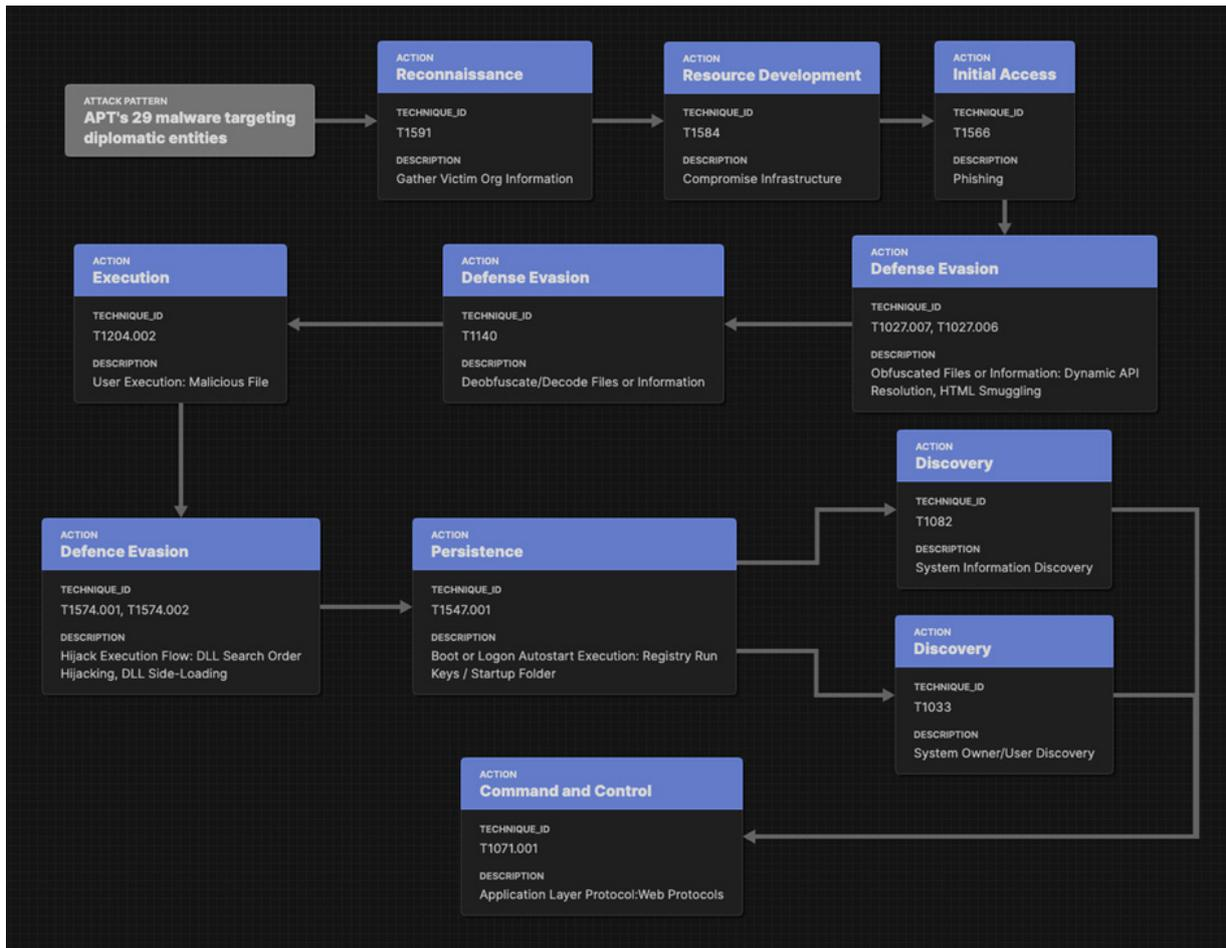 ATTACK PATTERN
APT's 29 malware targeting
diplomatic entities
ACTION
Reconnaissance
TECHNIQUE_ID
T1591
DESCRIPTION
Gather Victim Org Information
ACTION
Resource Development
TECHNIQUE_ID
T1584
DESCRIPTION
Compromise Infrastructure
ACTION
Initial Access
TECHNIQUE_ID
T1566
DESCRIPTION
Phishing
ACTION
Defense Evasion
TECHNIQUE_ID
T1027.007, T1027.006
DESCRIPTION
Obfuscated Files or Information: Dynamic API
Resolution, HTML Smuggling
ACTION
Defense Evasion
TECHNIQUE_ID
T1140
DESCRIPTION
Deobfuscate/Decode Files or Information
ACTION
Execution
TECHNIQUE_ID
T1204.002
DESCRIPTION
User Execution: Malicious File
ACTION
Defence Evasion
TECHNIQUE_ID
T1574.001, T1574.002
DESCRIPTION
Hijack Execution Flow: DLL Search Order
Hijacking, DLL Side-Loading
ACTION
Persistence
TECHNIQUE_ID
T1547.001
DESCRIPTION
Boot or Logon Autostart Execution: Registry Run
Keys / Startup Folder
ACTION
Discovery
TECHNIQUE_ID
T1082
DESCRIPTION
System Information Discovery
ACTION
Discovery
TECHNIQUE_ID
T1033
DESCRIPTION
System Owner/User Discovery
ACTION
Command and Control
TECHNIQUE_ID
T1071.001
DESCRIPTION
Application Layer Protocol:Web Protocols